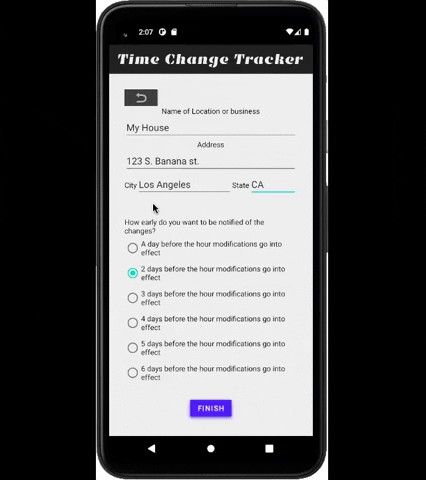 2:07
Time Change Tracker
Name of Location or business
My House
Address
123 S. Banana st.
City Los Angeles State CA
How early do you want to be notified of the
changes?
A day before the hour modifications go into
effect
2 days before the hour modifications go into
effect
3 days before the hour modifications go into
effect
4 days before the hour modifications go into
effect
5 days before the hour modifications go into
effect
6 days before the hour modifications go into
effect
FINISH